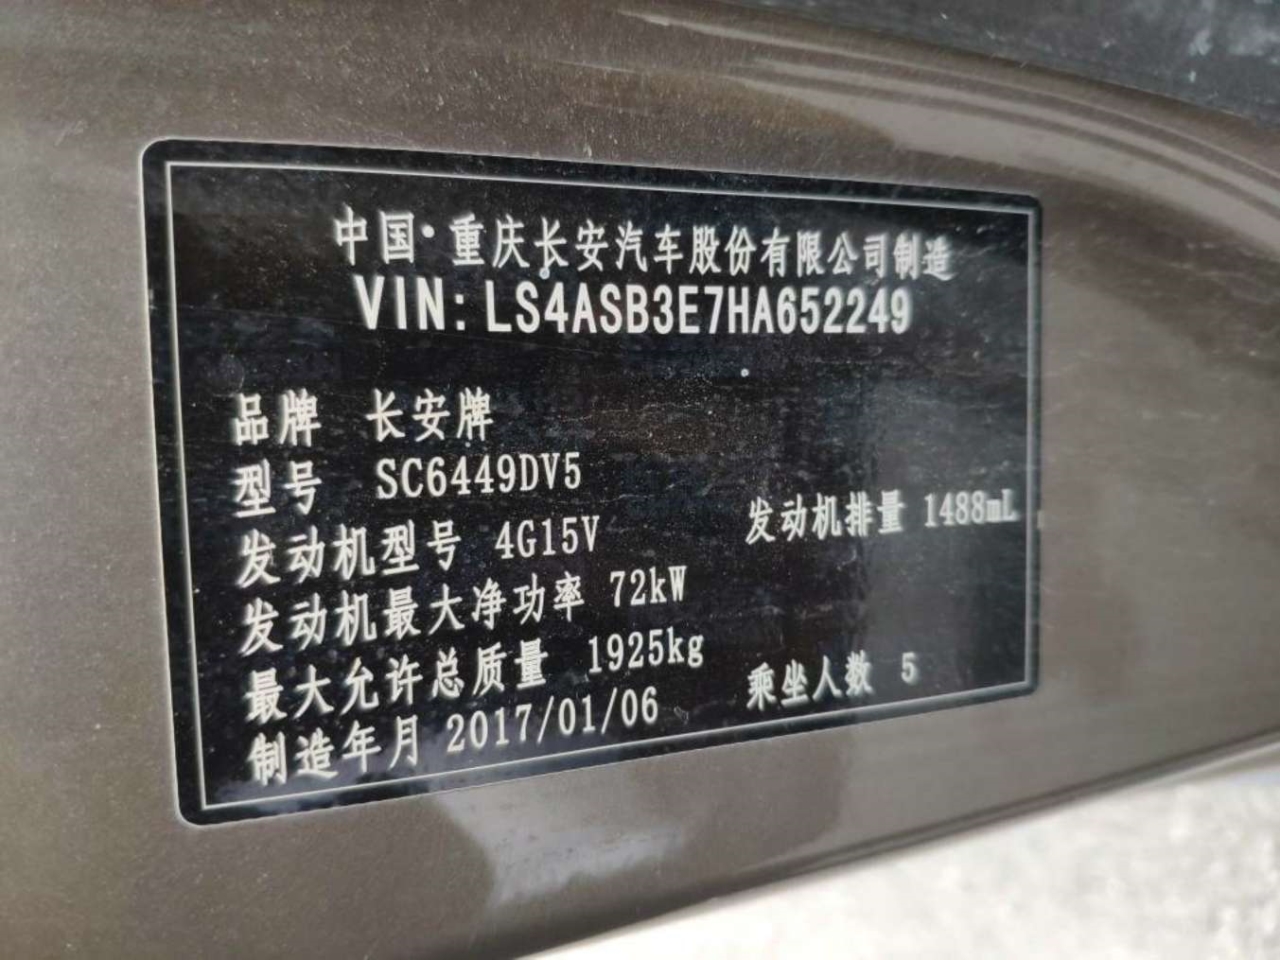 中国·重庆长安汽车股份有限公司制造
VIN: LS4ASB3E7HA652249
品牌 长安牌
型号 SC6449DV5
发动机型号 4G15V 发动机排量 1488mL
发动机最大净功率 72kW
最大允许总质量 1925kg 乘坐人数 5
制造年月 2017/01/06